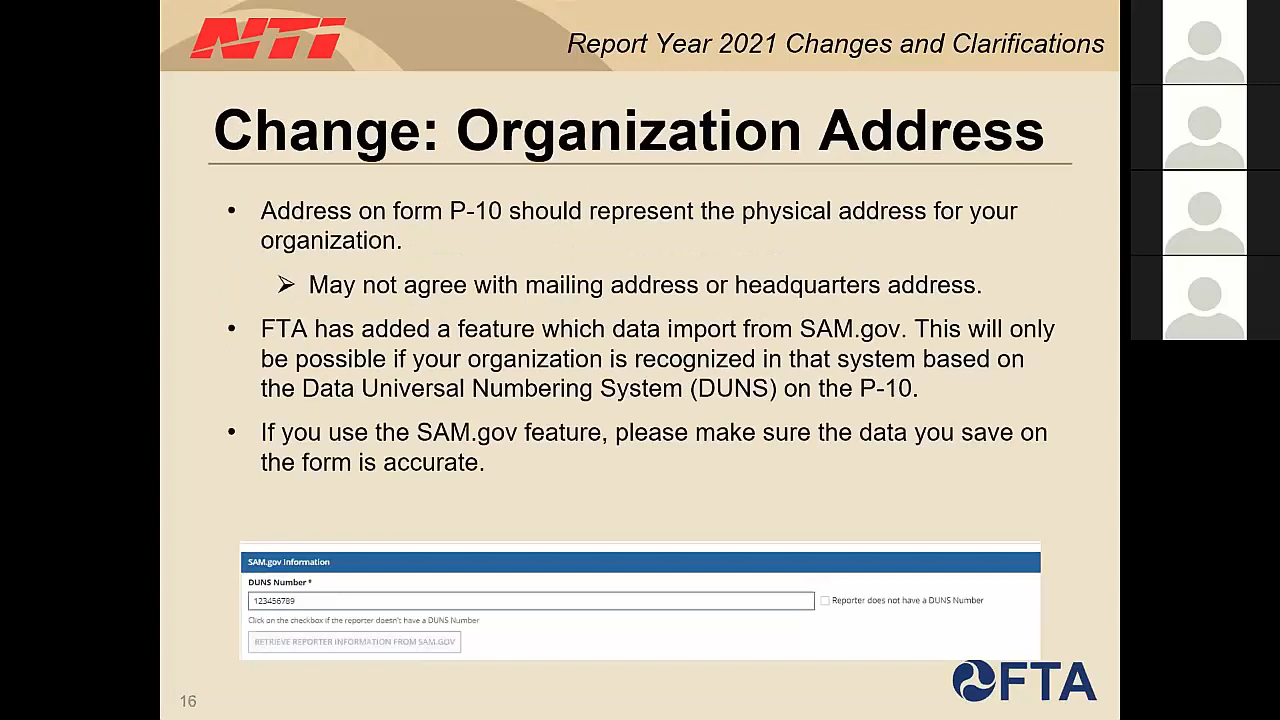 NTI
Report Year 2021 Changes and Clarifications
Change: Organization Address
• Address on form P-10 should represent the physical address for your
organization.
➢ May not agree with mailing address or headquarters address.
• FTA has added a feature which data import from SAM.gov. This will only
be possible if your organization is recognized in that system based on
the Data Universal Numbering System (DUNS) on the P-10.
• If you use the SAM.gov feature, please make sure the data you save on
the form is accurate.
SAM.gov Information
DUNS Number *
123456789
Reporter does not have a DUNS Number
Click on the checkbox if the reporter doesn't have a DUNS Number
RETRIEVE REPORTER INFORMATION FROM SAM.GOV
FTA
16